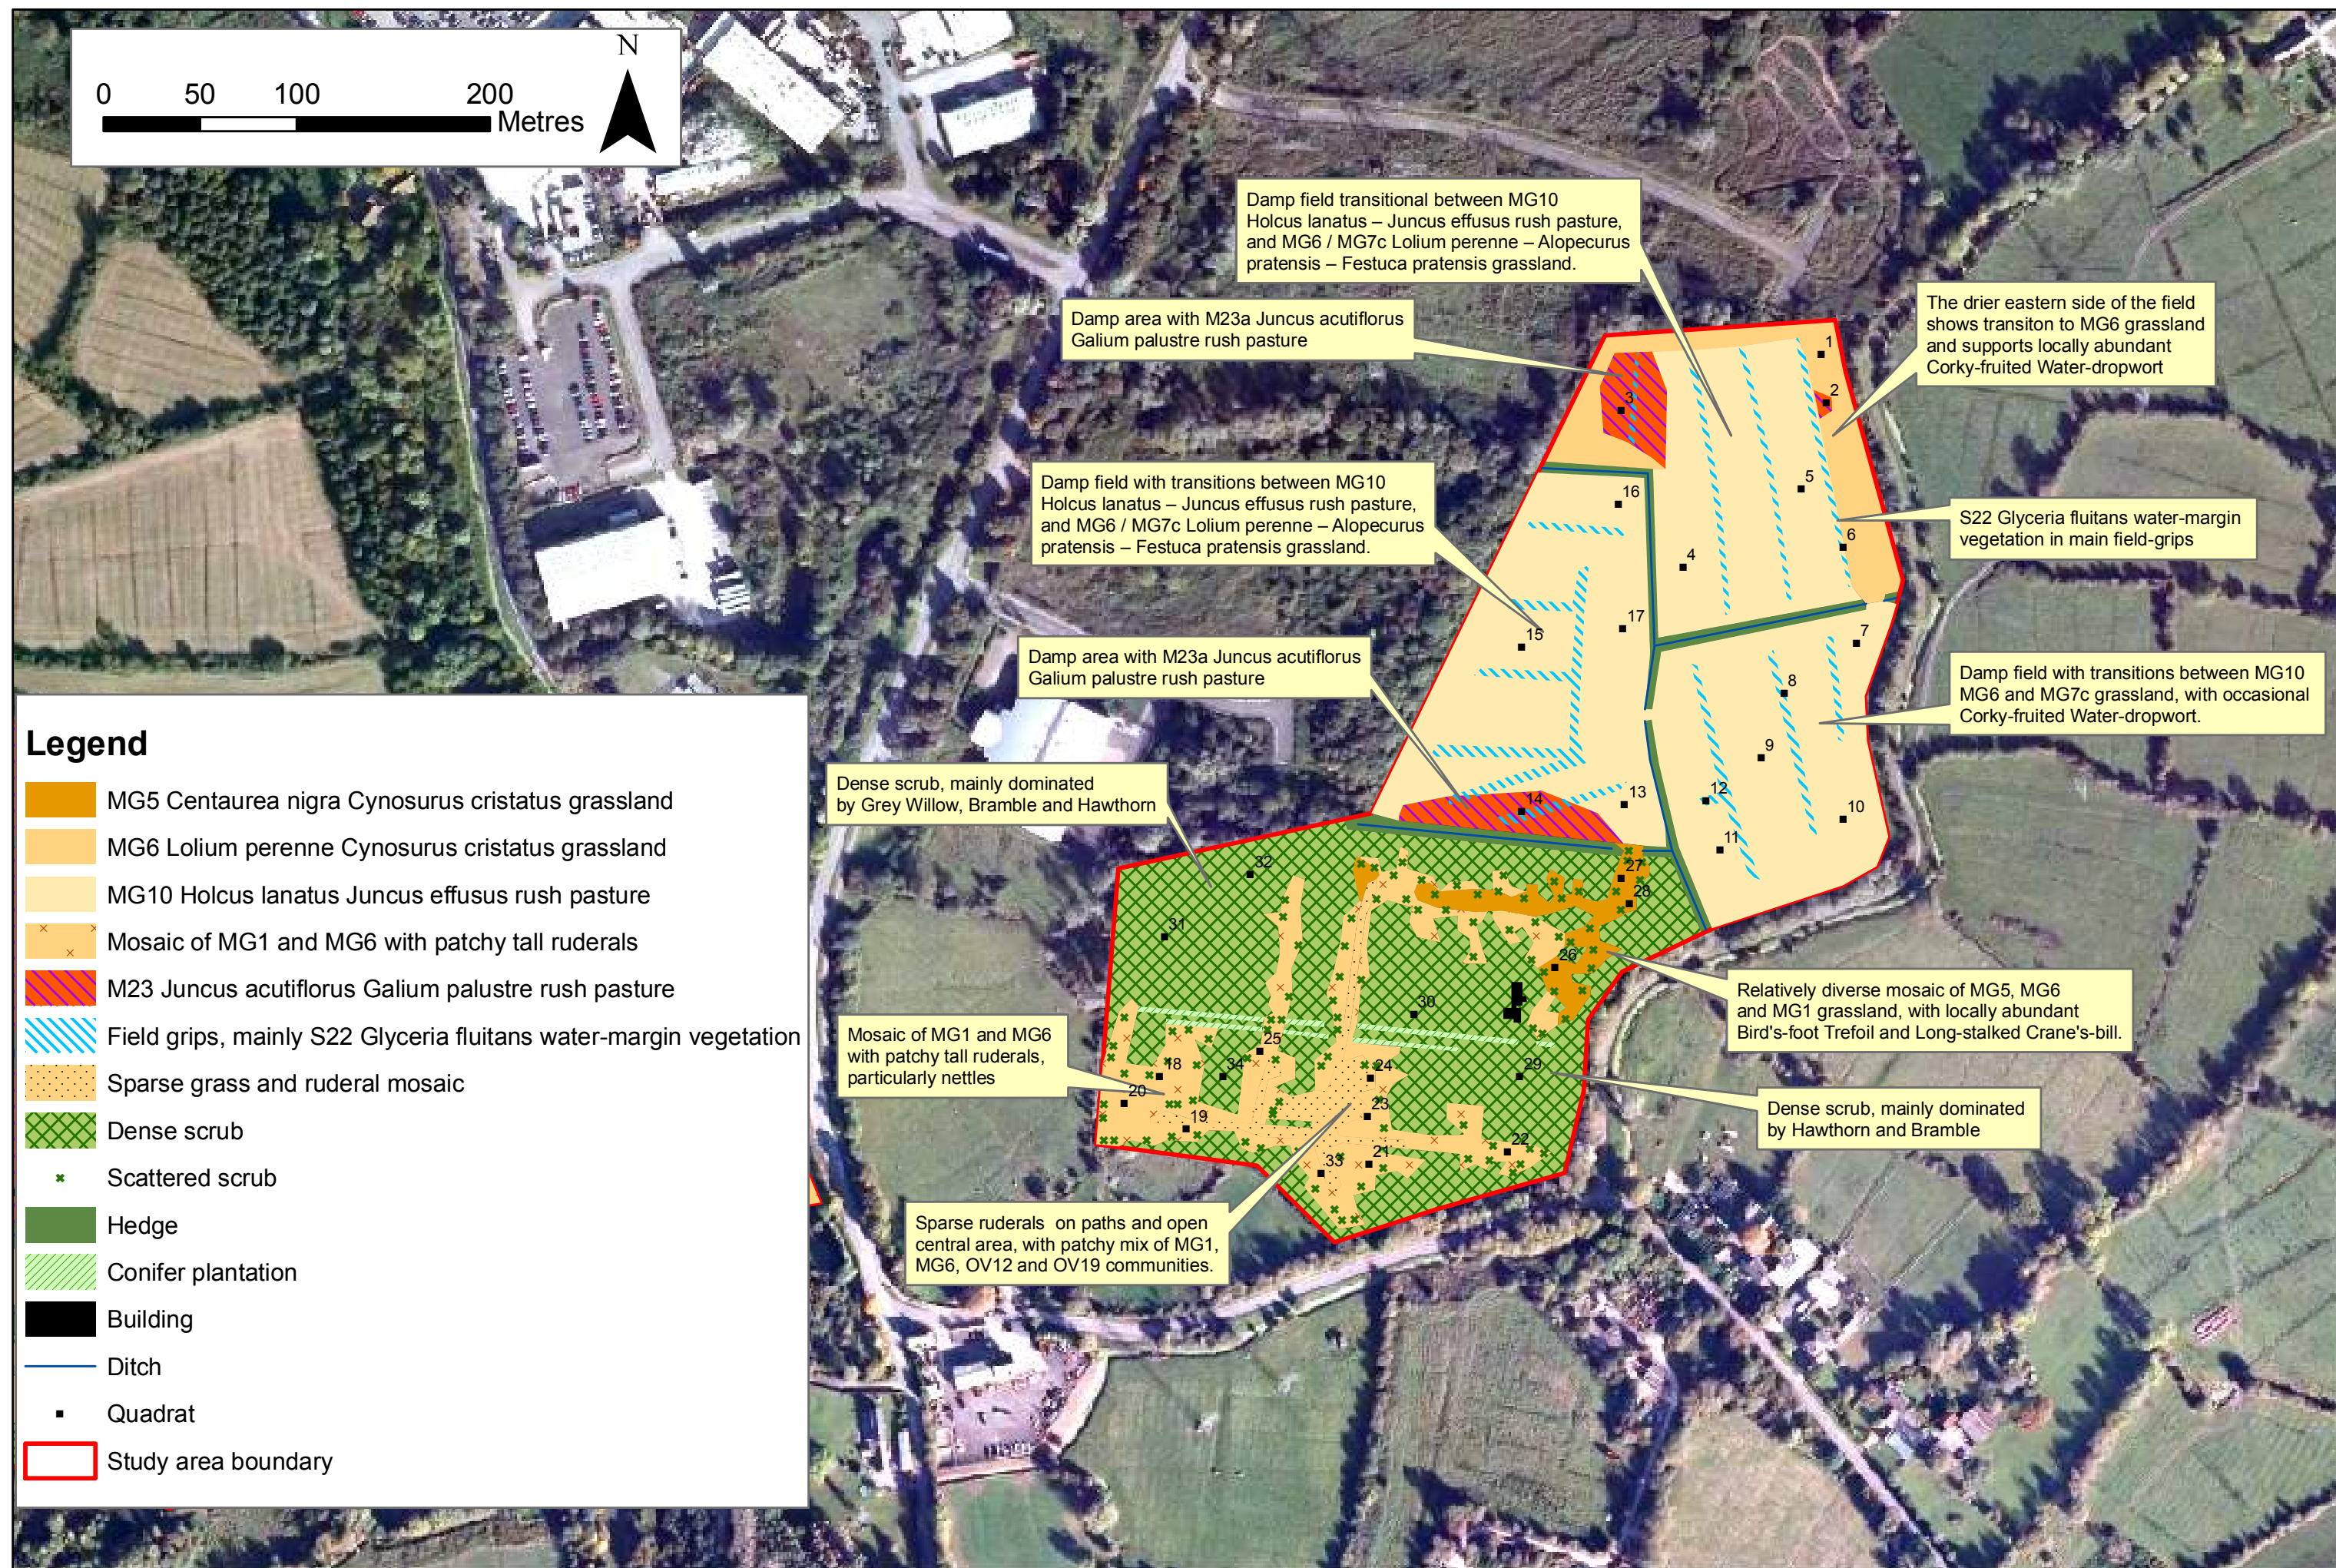 N
0 50 100 200
Metres
Damp field transitional between MG10
Holcus lanatus – Juncus effusus rush pasture,
and MG6 / MG7c Lolium perenne – Alopecurus
pratensis – Festuca pratensis grassland.
The drier eastern side of the field
shows transiton to MG6 grassland
and supports locally abundant
Corky-fruited Water-dropwort
Damp area with M23a Juncus acutiflorus
Galium palustre rush pasture
1
2
3
Damp field with transitions between MG10
Holcus lanatus – Juncus effusus rush pasture,
and MG6 / MG7c Lolium perenne – Alopecurus
pratensis – Festuca pratensis grassland.
16
5
S22 Glyceria fluitans water-margin
vegetation in main field-grips
6
4
17
15
7
Damp area with M23a Juncus acutiflorus
Galium palustre rush pasture
Damp field with transitions between MG10
MG6 and MG7c grassland, with occasional
Corky-fruited Water-dropwort.
8
9
Dense scrub, mainly dominated
by Grey Willow, Bramble and Hawthorn
14
13
12
10
11
32
27
28
31
26
30
Relatively diverse mosaic of MG5, MG6
and MG1 grassland, with locally abundant
Bird's-foot Trefoil and Long-stalked Crane's-bill.
Mosaic of MG1 and MG6
with patchy tall ruderals,
particularly nettles
25
18
34
24
29
20
19
23
Dense scrub, mainly dominated
by Hawthorn and Bramble
22
21
33
Sparse ruderals on paths and open
central area, with patchy mix of MG1,
MG6, OV12 and OV19 communities.
Legend
MG5 Centaurea nigra Cynosurus cristatus grassland
MG6 Lolium perenne Cynosurus cristatus grassland
MG10 Holcus lanatus Juncus effusus rush pasture
Mosaic of MG1 and MG6 with patchy tall ruderals
M23 Juncus acutiflorus Galium palustre rush pasture
Field grips, mainly S22 Glyceria fluitans water-margin vegetation
Sparse grass and ruderal mosaic
Dense scrub
Scattered scrub
Hedge
Conifer plantation
Building
Ditch
Quadrat
Study area boundary